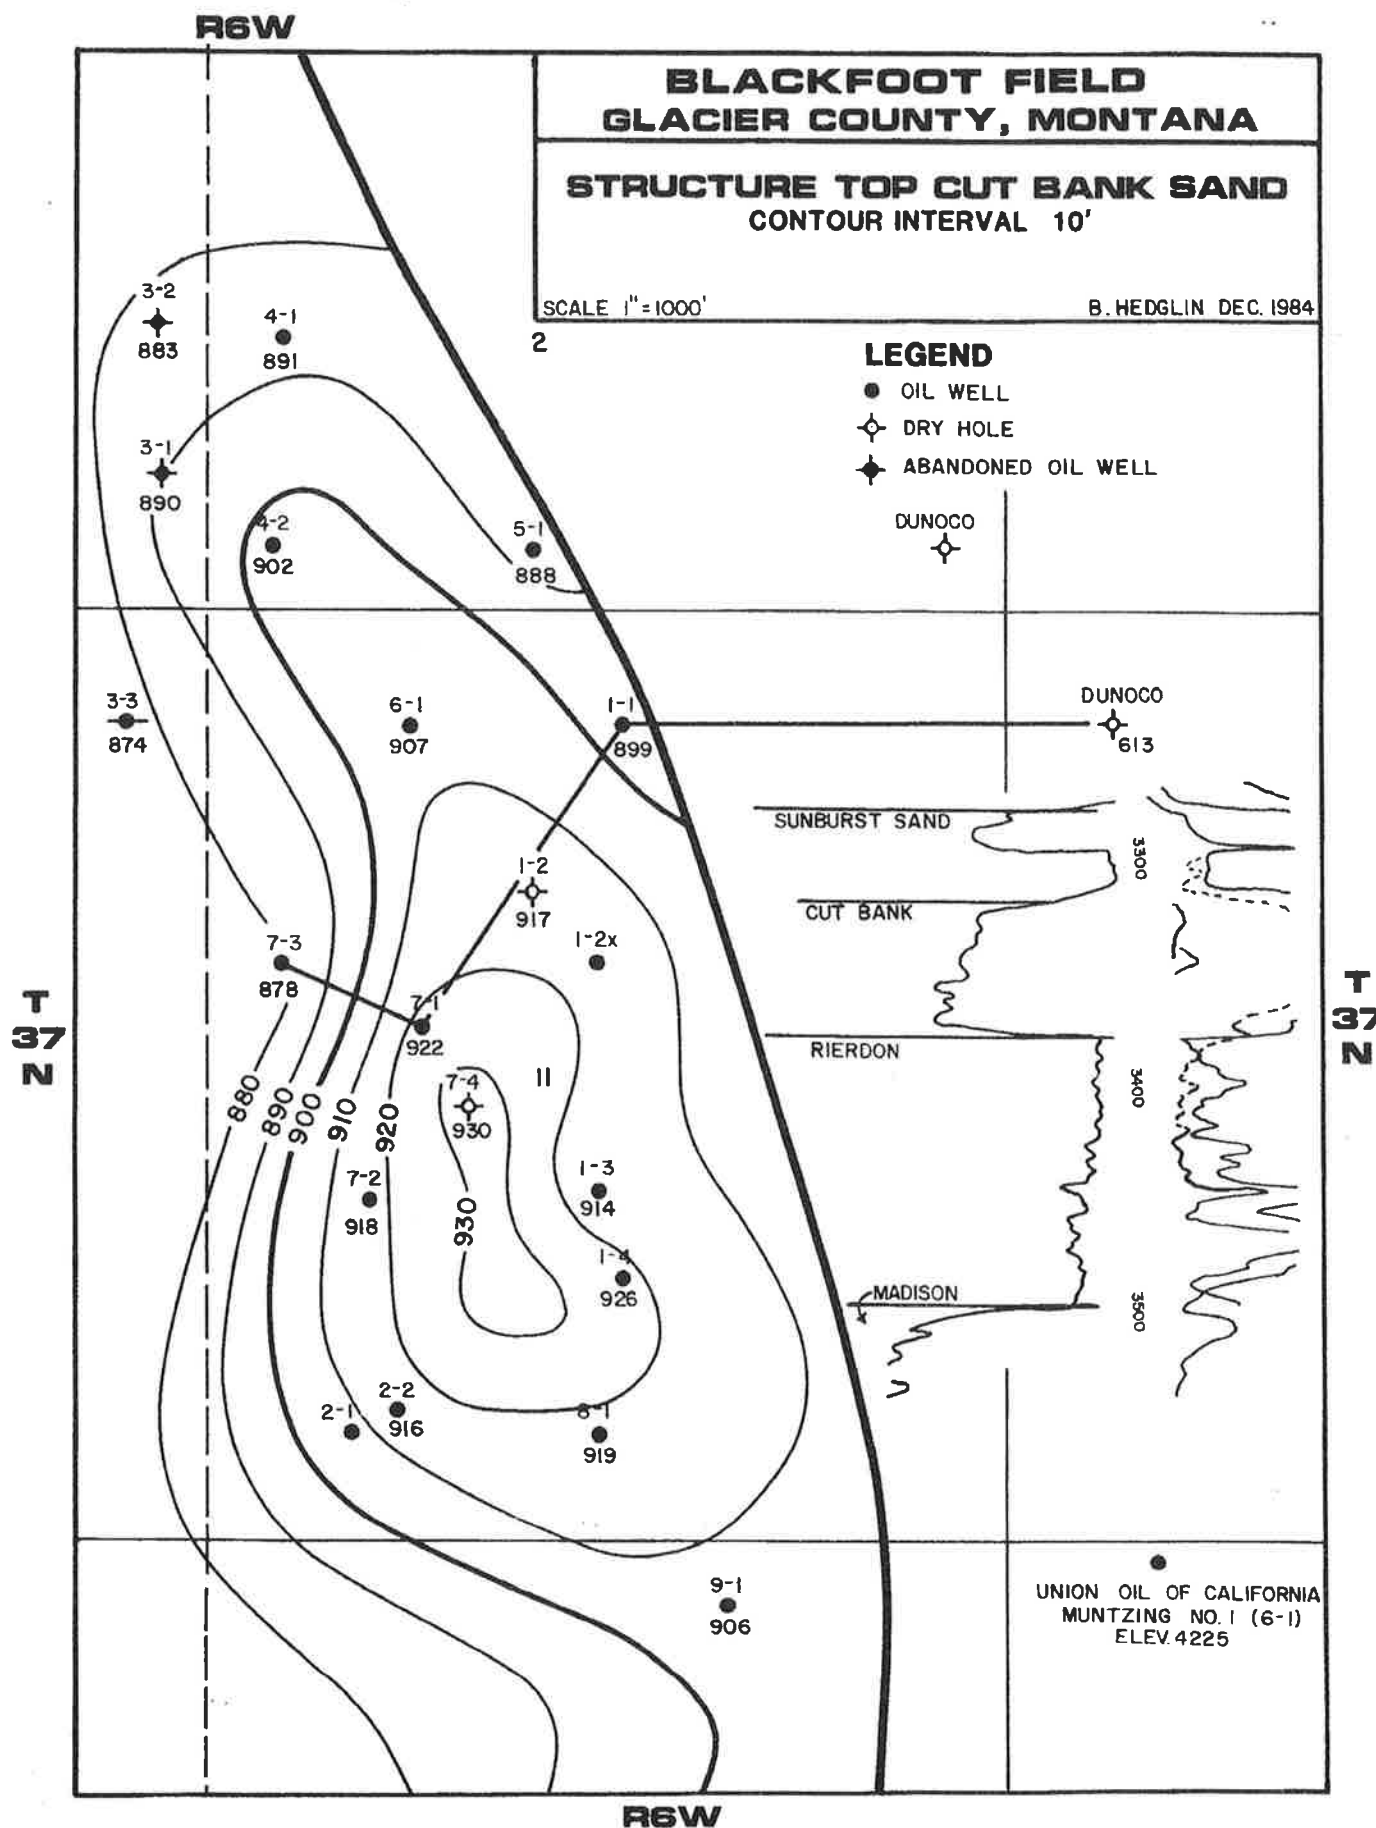 R6W
BLACKFOOT FIELD
GLACIER COUNTY, MONTANA
STRUCTURE TOP CUT BANK SAND
CONTOUR INTERVAL 10'
SCALE 1"=1000'
B. HEDGLIN DEC. 1984
2
LEGEND
OIL WELL
DRY HOLE
ABANDONED OIL WELL
3-2
883
4-1
891
3-1
890
4-2
902
5-1
888
DUNOCO
3-3
874
6-1
907
1-1
899
DUNOCO
613
SUNBURST SAND
3300
CUT BANK
1-2
917
1-2x
7-3
878
7-1
922
T
37
N
T
37
N
RIERDON
3400
11
7-4
930
880
890
900
910
920
930
7-2
918
1-3
914
1-4
926
MADISON
3500
2-1
2-2
916
8-1
919
9-1
906
UNION OIL OF CALIFORNIA
MUNTZING NO. 1 (6-1)
ELEV. 4225
R6W